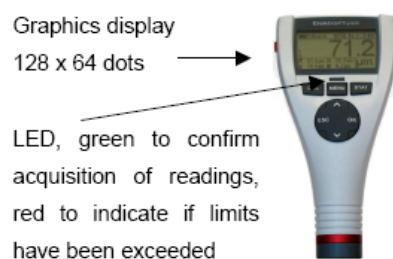 Graphics display
128 x 64 dots
LED, green to confirm
acquisition of readings,
red to indicate if limits
have been exceeded
ElektroPhysik
71.2
µm
MENU
STAT
ESC
OK